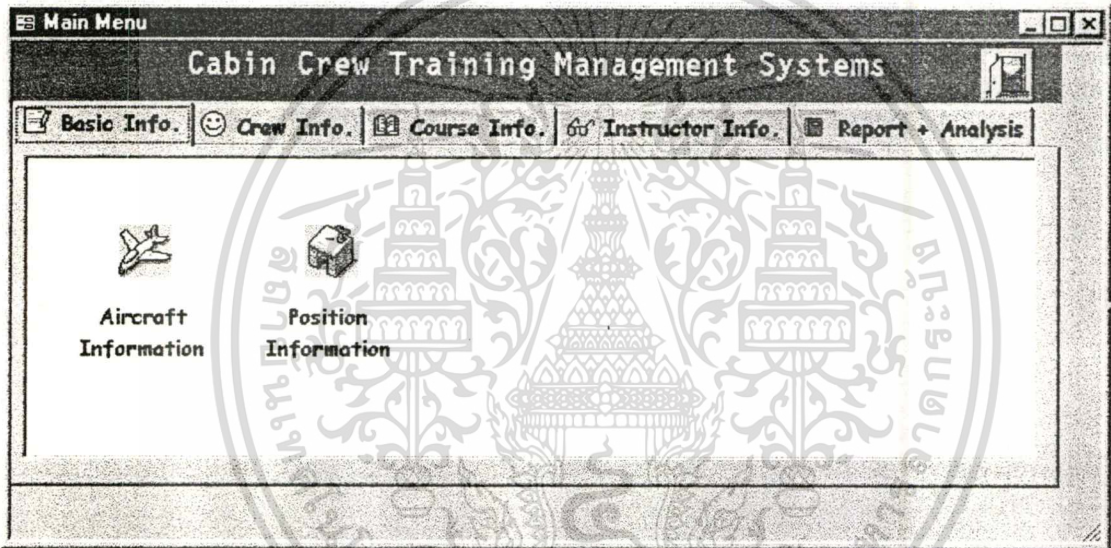 Main Menu
Cabin Crew Training Management Systems
Basic Info. Crew Info. Course Info. Instructor Info. Report + Analysis
Aircraft Position
Information Information